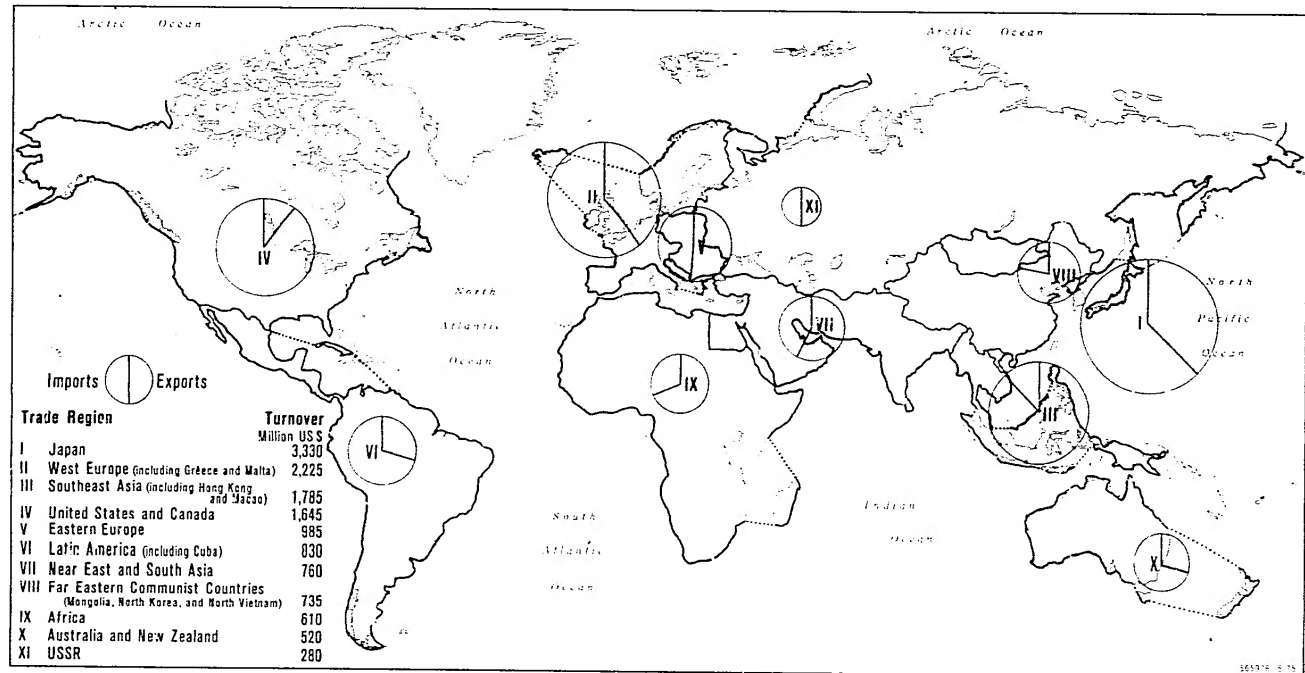 Arctic Ocean
Arctic Ocean
II
XI
IV
V
VIII
North
Atlantic
Ocean
VII
I
North
Pacific
Ocean
IX
III
VI
Indian
Ocean
South
Atlantic
Ocean
X
Imports Exports
Trade Region Turnover
Million US$
I Japan 3,330
II West Europe (including Greece and Malta) 2,225
III Southeast Asia (including Hong Kong
and Macao) 1,785
IV United States and Canada 1,645
V Eastern Europe 985
VI Latin America (including Cuba) 830
VII Near East and South Asia 760
VIII Far Eastern Communist Countries
(Mongolia, North Korea, and North Vietnam) 735
IX Africa 610
X Australia and New Zealand 520
XI USSR 280